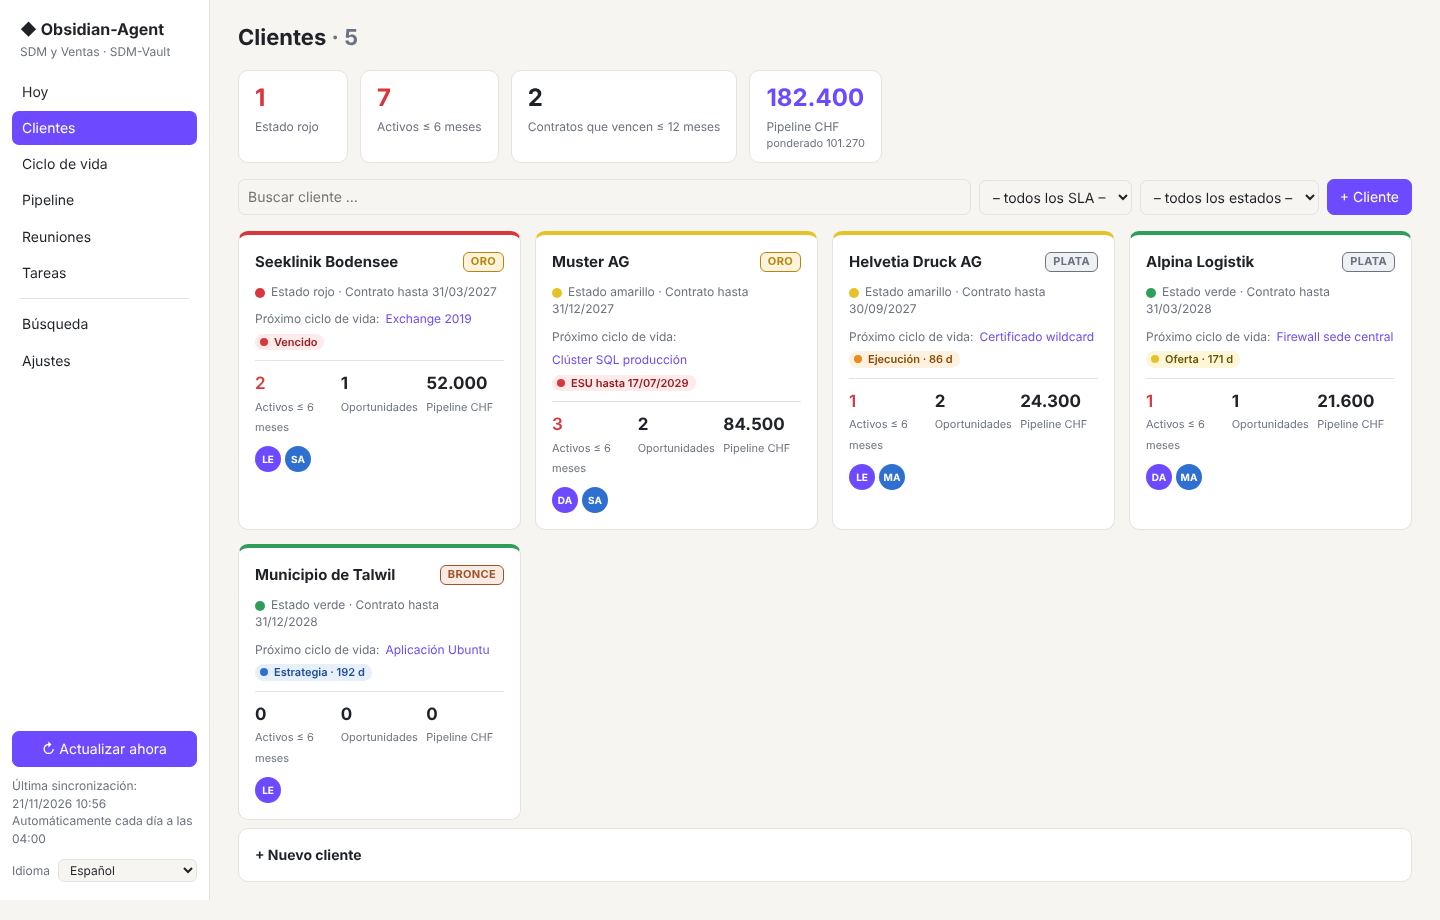 ◆ Obsidian-Agent
SDM y Ventas · SDM-Vault
Hoy
Clientes
Ciclo de vida
Pipeline
Reuniones
Tareas
Búsqueda
Ajustes
↻ Actualizar ahora
Última sincronización:
21/11/2026 10:56
Automáticamente cada día a las
04:00
Idioma Español
Clientes · 5
1
Estado rojo
7
Activos ≤ 6 meses
2
Contratos que vencen ≤ 12 meses
182.400
Pipeline CHF
ponderado 101.270
Buscar cliente ...
– todos los SLA –
– todos los estados –
+ Cliente
Seeklinik Bodensee ORO
Estado rojo · Contrato hasta 31/03/2027
Próximo ciclo de vida: Exchange 2019
Vencido
2 1 52.000
Activos ≤ 6 Oportunidades Pipeline CHF
meses
LE SA
Muster AG ORO
Estado amarillo · Contrato hasta
31/12/2027
Próximo ciclo de vida:
Clúster SQL producción
ESU hasta 17/07/2029
3 2 84.500
Activos ≤ 6 Oportunidades Pipeline CHF
meses
DA SA
Helvetia Druck AG PLATA
Estado amarillo · Contrato hasta
30/09/2027
Próximo ciclo de vida: Certificado wildcard
Ejecución · 86 d
1 2 24.300
Activos ≤ 6 Oportunidades Pipeline CHF
meses
LE MA
Alpina Logistik PLATA
Estado verde · Contrato hasta
31/03/2028
Próximo ciclo de vida: Firewall sede central
Oferta · 171 d
1 1 21.600
Activos ≤ 6 Oportunidades Pipeline CHF
meses
DA MA
Municipio de Talwil BRONCE
Estado verde · Contrato hasta
31/12/2028
Próximo ciclo de vida: Aplicación Ubuntu
Estrategia · 192 d
0 0 0
Activos ≤ 6 Oportunidades Pipeline CHF
meses
LE
+ Nuevo cliente